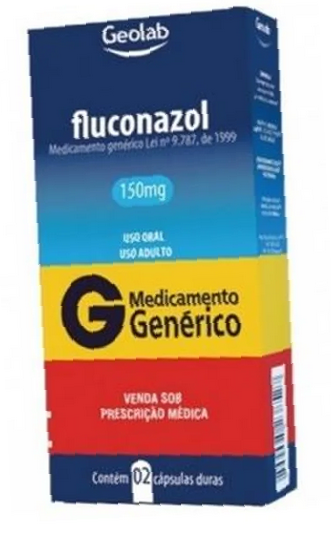 Geolab
fluconazol
Medicamento genérico Lei nº 9.787, de 1999
150mg
USO ORAL
USO ADULTO
G Medicamento
Genérico
VENDA SOB
PRESCRIÇÃO MÉDICA
Contém 02 cápsulas duras